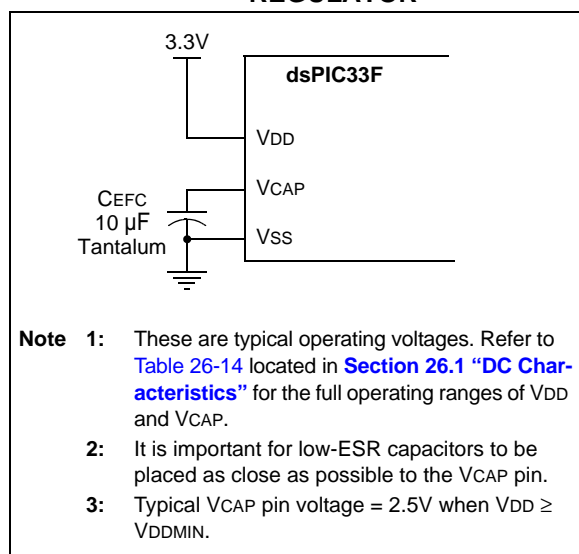 REGULATOR
3.3V
dsPIC33F
VDD
VCAP
VSS
CEFC
10 µF
Tantalum
Note 1: These are typical operating voltages. Refer to
Table 26-14 located in Section 26.1 “DC Char-
acteristics” for the full operating ranges of VDD
and VCAP.
2: It is important for low-ESR capacitors to be
placed as close as possible to the VCAP pin.
3: Typical VCAP pin voltage = 2.5V when VDD ≥
VDDMIN.